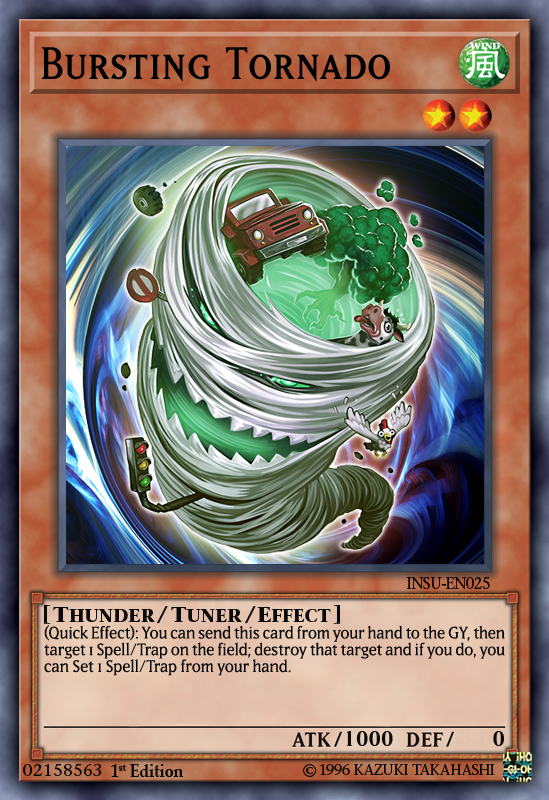 Bursting Tornado
WIND
風
INSU-EN025
[Thunder/Tuner/Effect]
(Quick Effect): You can send this card from your hand to the GY, then
target 1 Spell/Trap on the field; destroy that target and if you do, you
can Set 1 Spell/Trap from your hand.
ATK/1000 DEF/ 0
02158563 1st Edition © 1996 KAZUKI TAKAHASHI